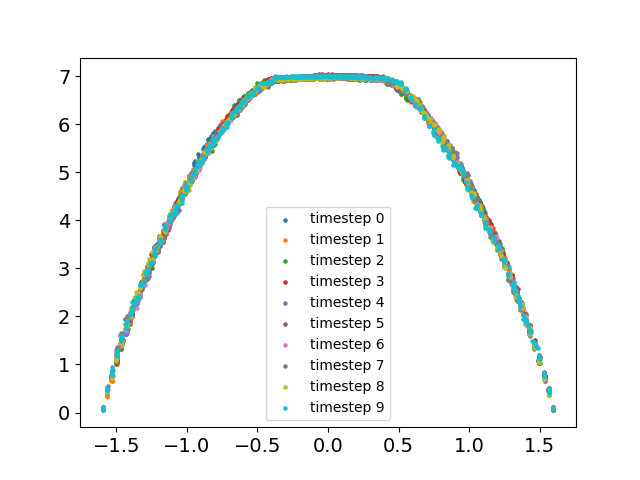 7
6
5
4
3
2
1
0
timestep 0
timestep 1
timestep 2
timestep 3
timestep 4
timestep 5
timestep 6
timestep 7
timestep 8
timestep 9
−1.5 −1.0 −0.5 0.0 0.5 1.0 1.5